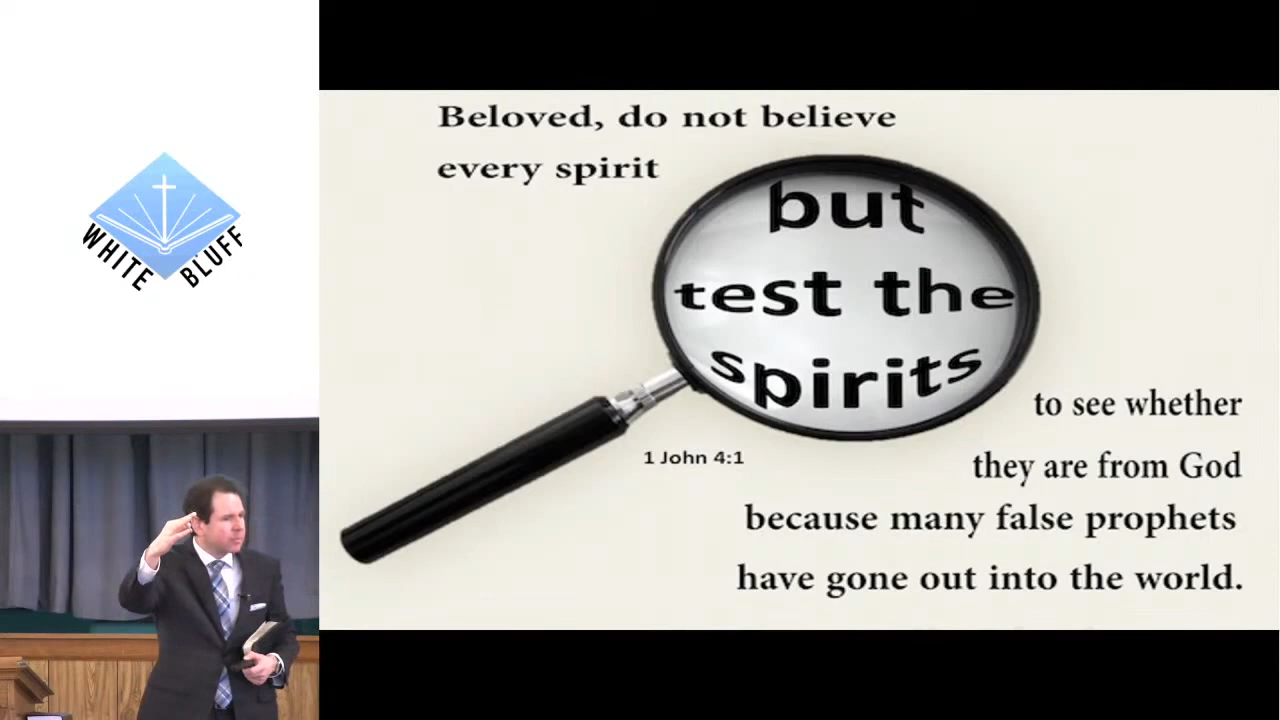 WHITE BLUFF
Beloved, do not believe
every spirit
but
test the
spirits
to see whether
1 John 4:1
they are from God
because many false prophets
have gone out into the world.